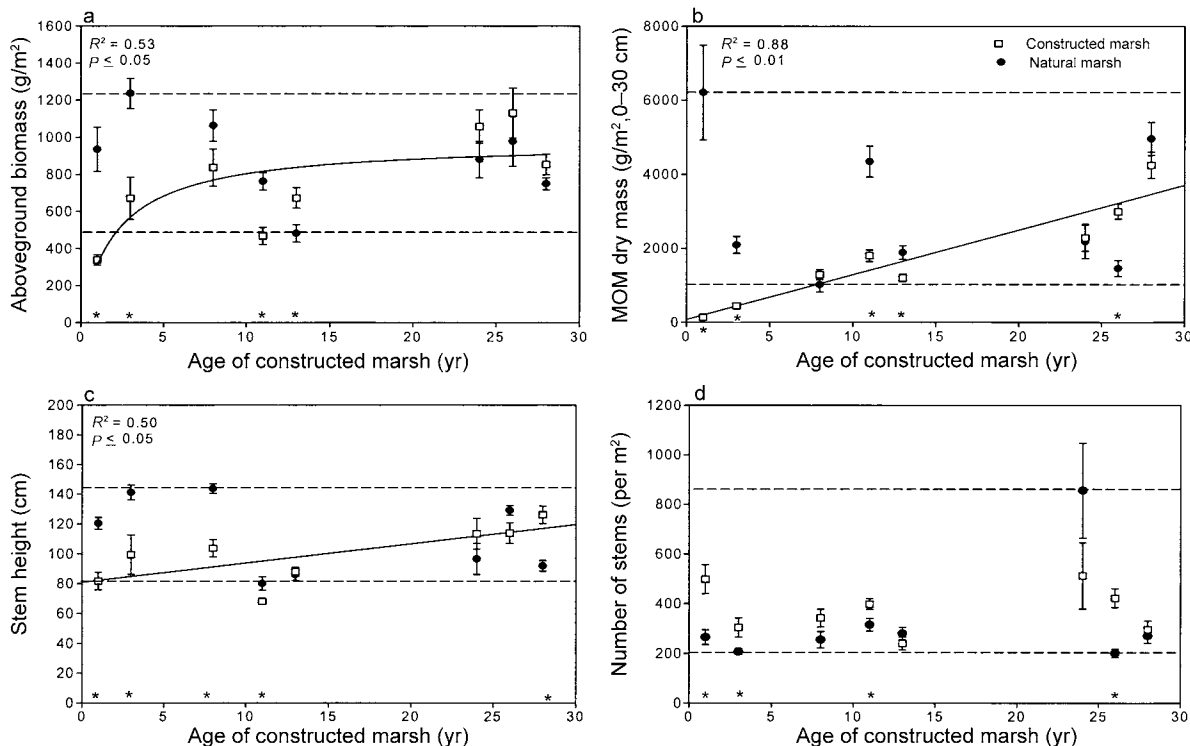 a
R² = 0.53
P ≤ 0.05
Aboveground biomass (g/m²)
1400
1200
1000
800
600
400
200
0
* * * *
0 5 10 15 20 25 30
Age of constructed marsh (yr)
b
R² = 0.88
P ≤ 0.01
Constructed marsh
Natural marsh
MOM dry mass (g/m²,0–30 cm)
8000
6000
4000
2000
0
* * * * *
0 5 10 15 20 25 30
Age of constructed marsh (yr)
c
R² = 0.50
P ≤ 0.05
Stem height (cm)
200
180
160
140
120
100
80
60
40
20
0
* * * * *
0 5 10 15 20 25 30
Age of constructed marsh (yr)
d
Number of stems (per m²)
1200
1000
800
600
400
200
0
* * * *
0 5 10 15 20 25 30
Age of constructed marsh (yr)